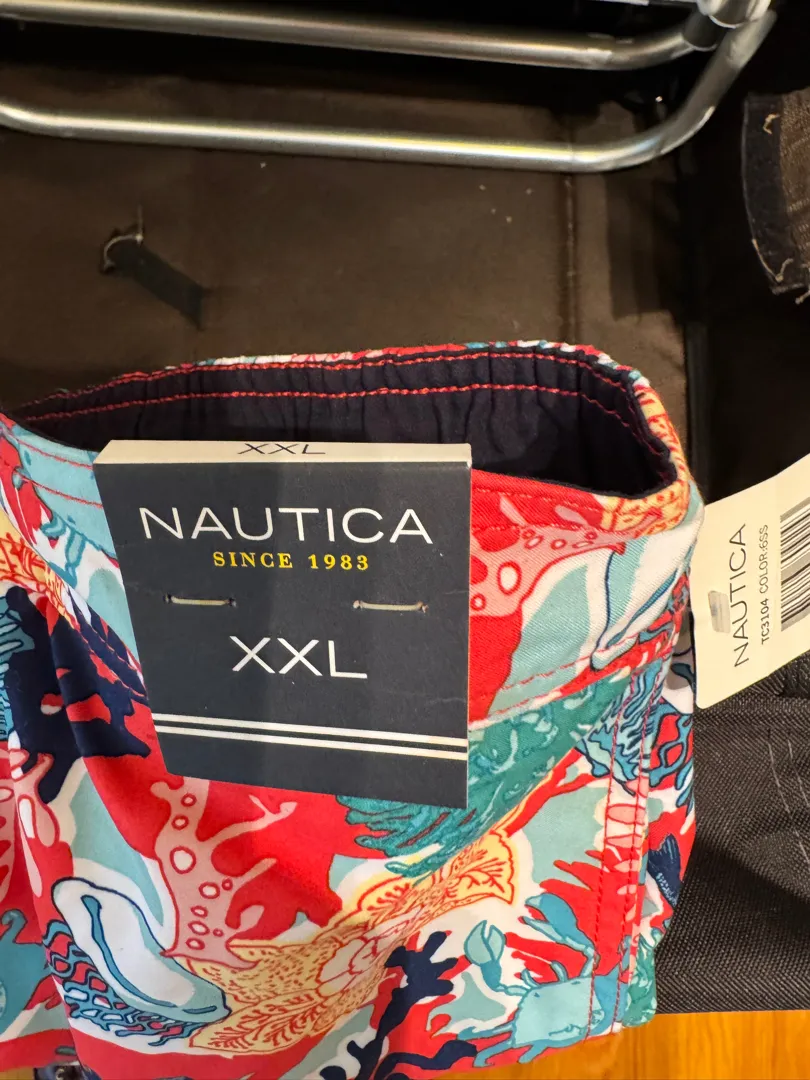 XXL
NAUTICA
SINCE 1983
XXL
NAUTICA
TC3104 COLOR:6SS